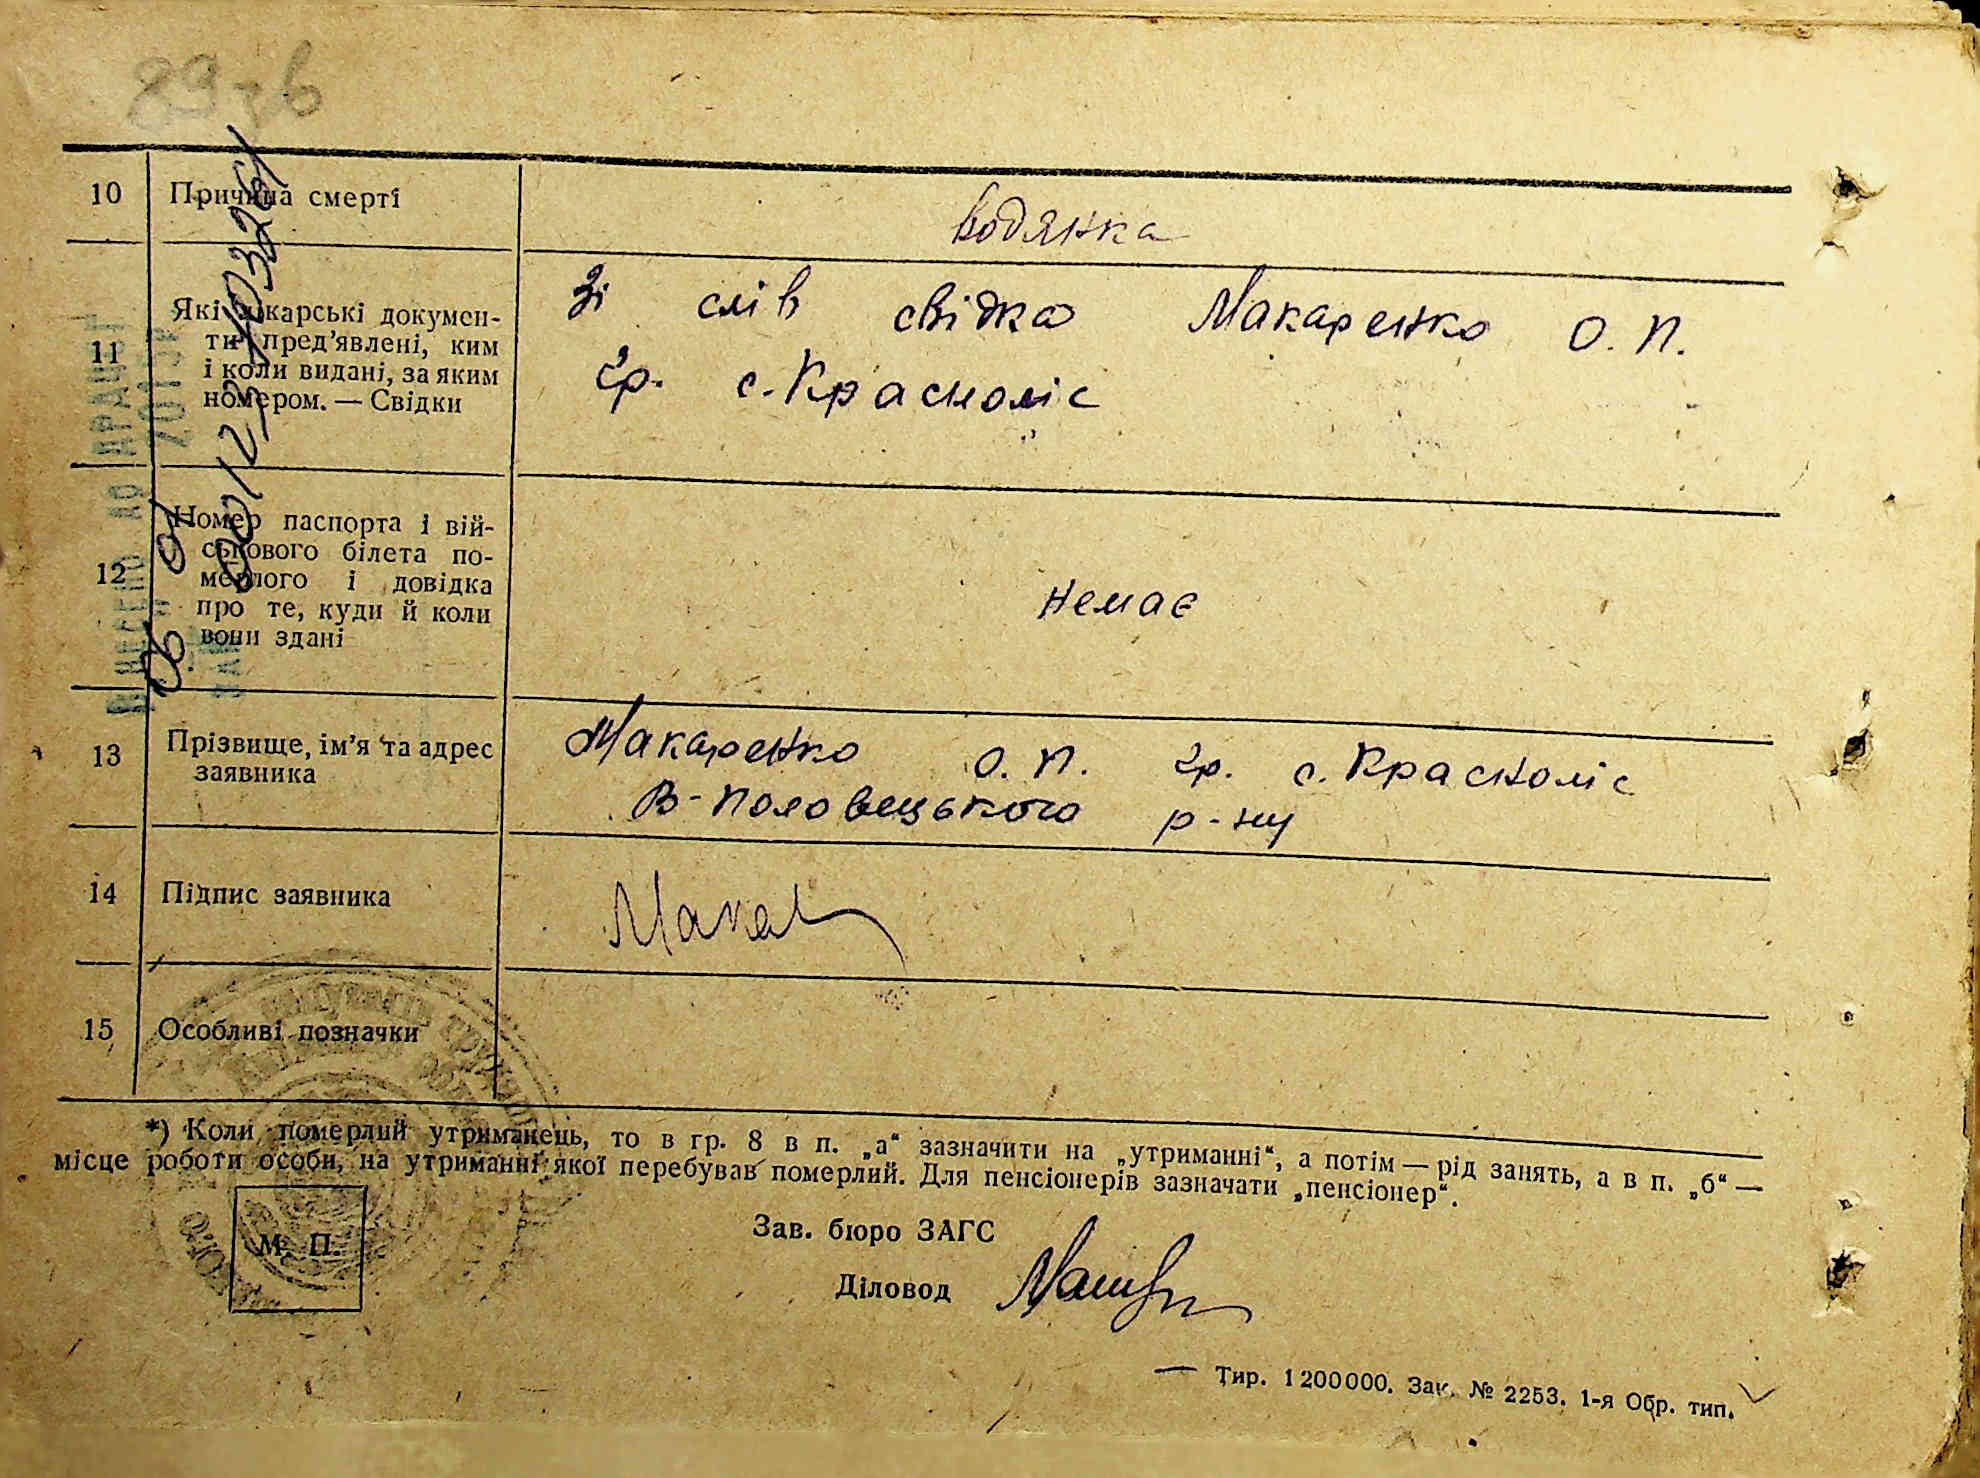 89 зв
10 Причина смерті
водянка
11 Які лікарські докумен-
ти пред’явлені, ким
і коли видані, за яким
номером. — Свідки
Зі слів свідка Макаренко О. П.
гр. с. Красноліс
12 Номер паспорта і вій-
ськового білета по-
мерлого і довідка
про те, куди й коли
вони здані
немає
13 Прізвище, ім’я та адрес
заявника
Макаренко О. П. гр. с. Красноліс
В-Половецького р-ну
14 Підпис заявника
15 Особливі позначки
*) Коли померлий утриманець, то в гр. 8 в п. „а“ зазначити на „утриманні“, а потім — рід занять, а в п. „б“ —
місце роботи особи, на утриманні якої перебував померлий. Для пенсіонерів зазначати „пенсіонер“.
М. П.
Зав. бюро ЗАГС
Діловод
— Тир. 1200000. Зак. № 2253. 1-я Обр. тип.